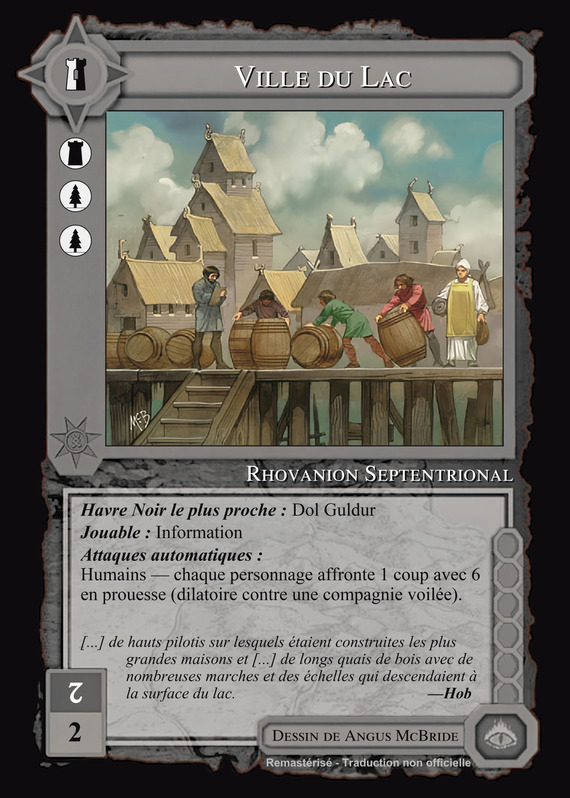 Ville du Lac
MEB
Rhovanion Septentrional
Havre Noir le plus proche : Dol Guldur
Jouable : Information
Attaques automatiques :
Humains — chaque personnage affronte 1 coup avec 6
en prouesse (dilatoire contre une compagnie voilée).
[...] de hauts pilotis sur lesquels étaient construites les plus
grandes maisons et [...] de longs quais de bois avec de
nombreuses marches et des échelles qui descendaient à
la surface du lac. —Hob
2
2
Dessin de Angus McBride
Remastérisé - Traduction non officielle